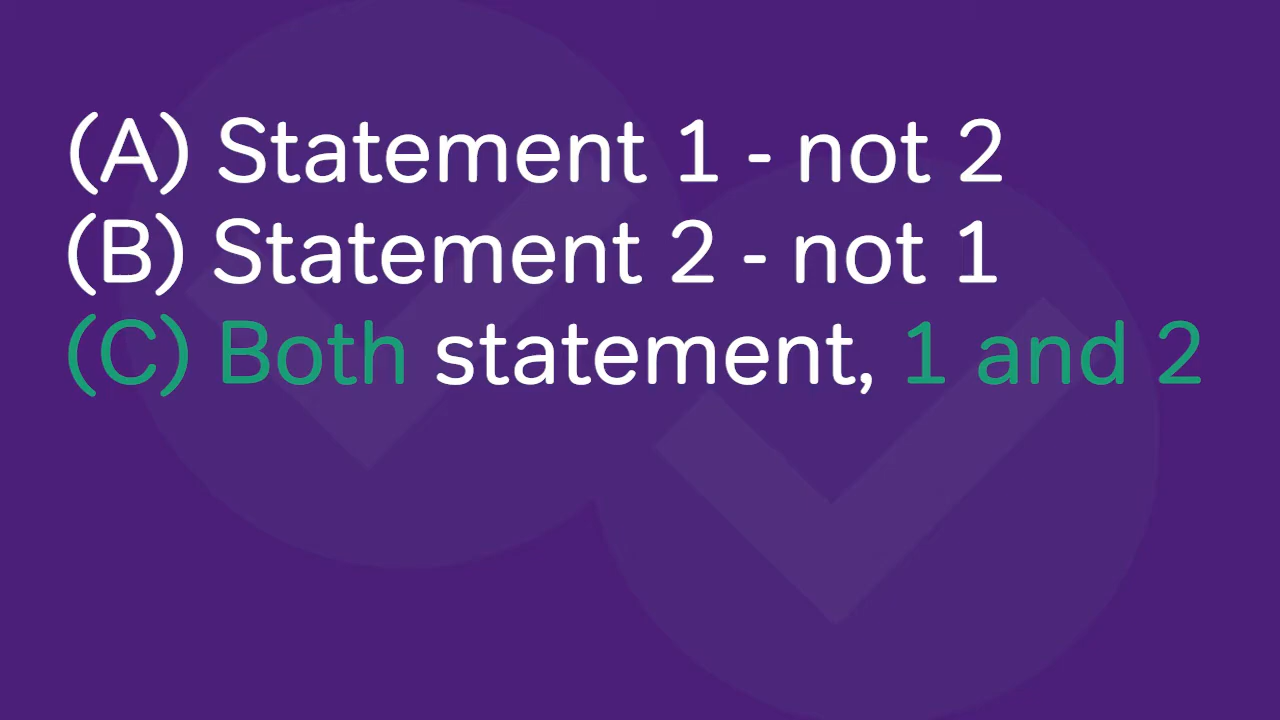 (A) Statement 1 - not 2
(B) Statement 2 - not 1
(C) Both statement, 1 and 2